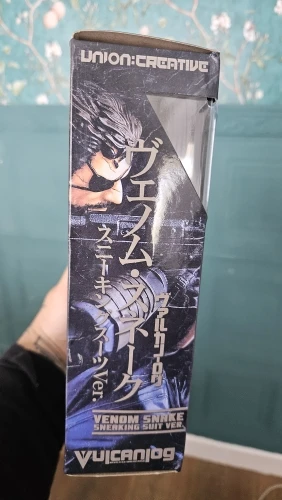 UNION:CREATIVE
ヴェノム・スネーク
スニーキングスーツVer.
ヴァルカログ
VENOM SNAKE
SNEAKING SUIT VER.
VULCANlog